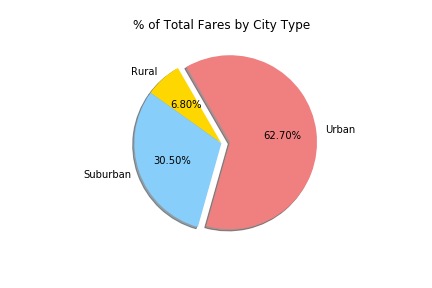 % of Total Fares by City Type
Rural
6.80%
Urban
62.70%
30.50%
Suburban